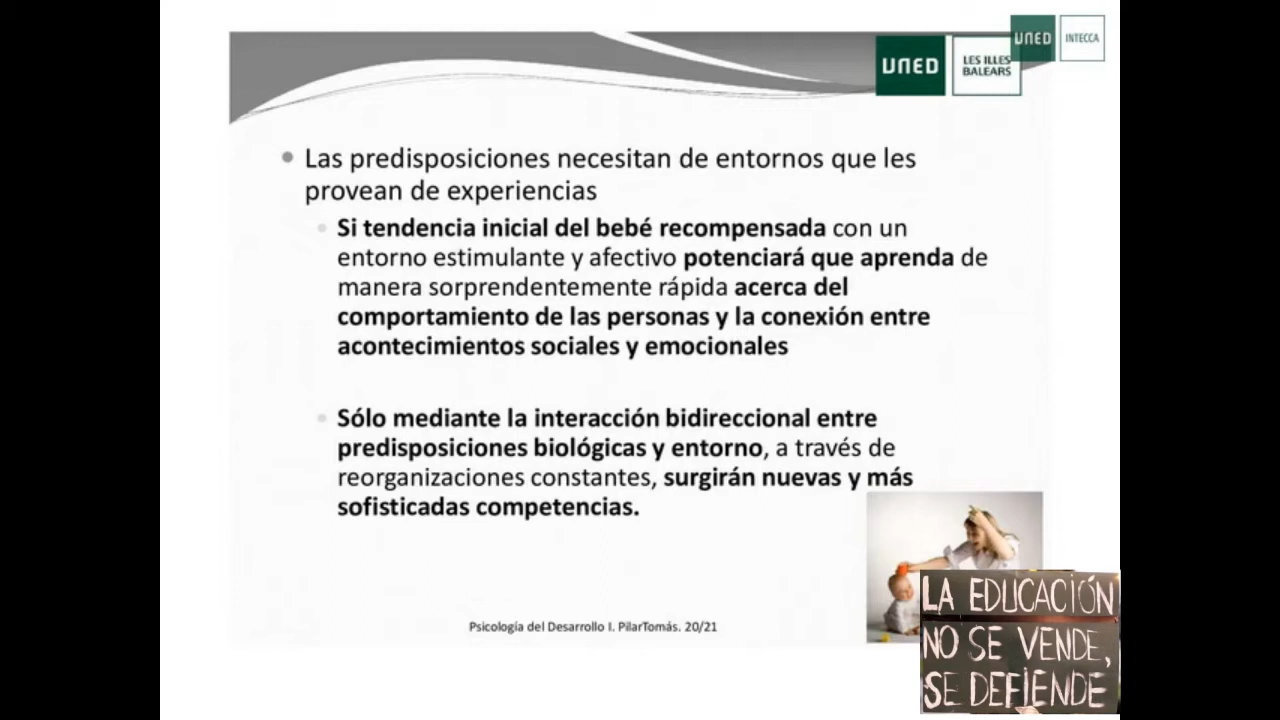 UNED
LES ILLES
BALEARS
UNED
INTECCA
Las predisposiciones necesitan de entornos que les
provean de experiencias
Si tendencia inicial del bebé recompensada con un
entorno estimulante y afectivo potenciará que aprenda de
manera sorprendentemente rápida acerca del
comportamiento de las personas y la conexión entre
acontecimientos sociales y emocionales
Sólo mediante la interacción bidireccional entre
predisposiciones biológicas y entorno, a través de
reorganizaciones constantes, surgirán nuevas y más
sofisticadas competencias.
Psicología del Desarrollo I. PilarTomás. 20/21
LA EDUCACIÓN
NO SE VENDE,
SE DEFIENDE